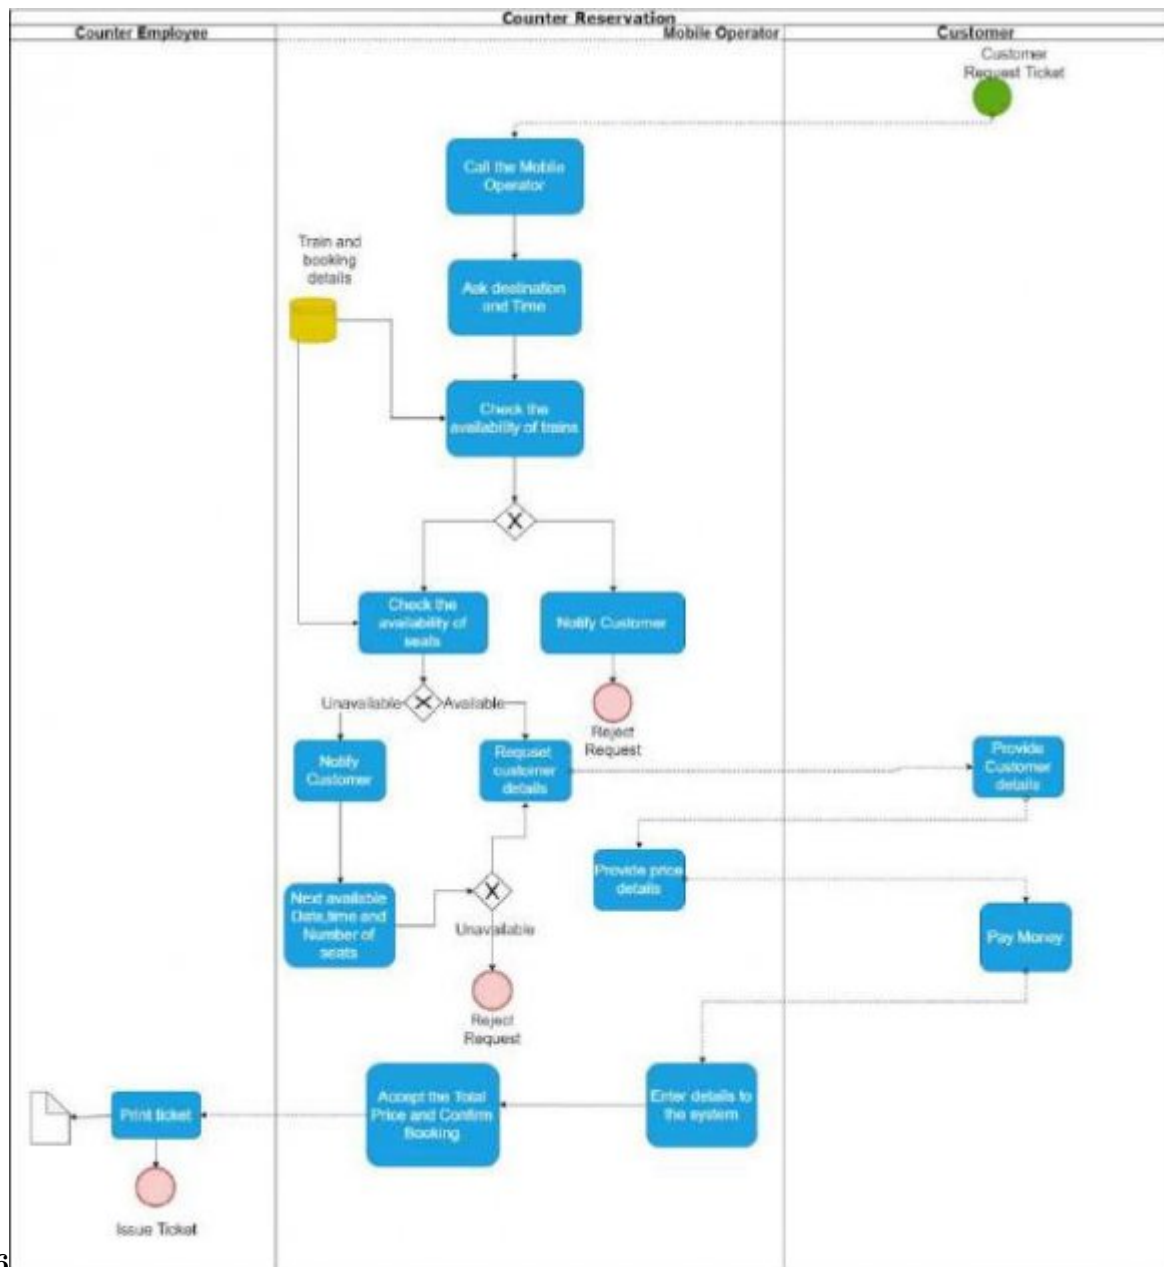 Counter Reservation
Counter Employee
Mobile Operator
Customer
Customer
Request Ticket
Call the Mobile
Operator
Train and
booking
details
Ask destination
and Time
Check the
availability of trains
X
Check the
availability of
seats
Notify Customer
Unavailable
X
Available
Reject
Request
Notify
Customer
Requset
customer
details
Provide
Customer
details
Provide price
details
Next available
Date,time and
Number of
seats
X
Unavailable
Pay Money
Reject
Request
Accept the Total
Price and Confirm
Booking
Enter details to
the system
Print ticket
Issue Ticket
6